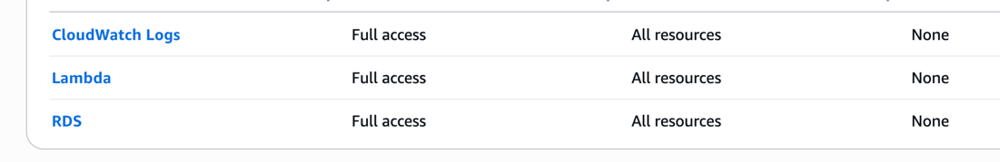 CloudWatch Logs Full access All resources None
Lambda Full access All resources None
RDS Full access All resources None